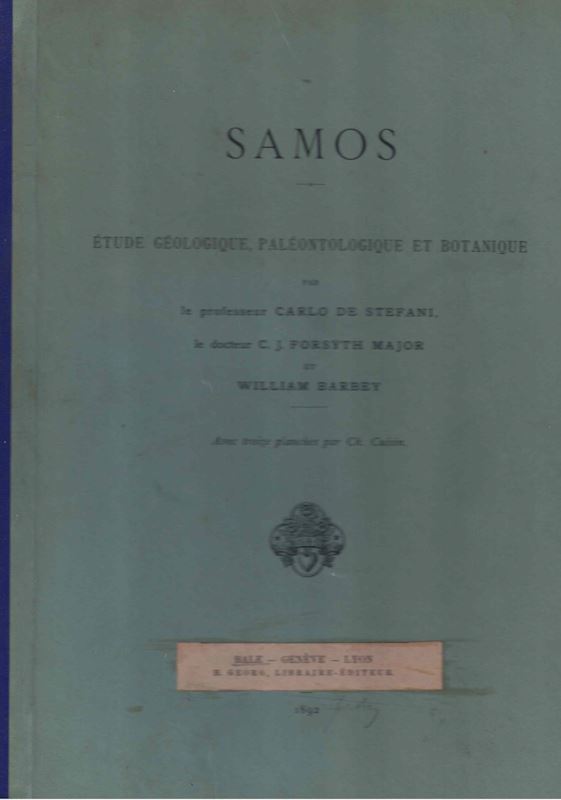 SAMOS
ÉTUDE GÉOLOGIQUE, PALÉONTOLOGIQUE ET BOTANIQUE
PAR
le professeur CARLO DE STEFANI,
le docteur C. J. FORSYTH MAJOR
ET
WILLIAM BARBEY
Avec treize planches par Ch. Cuisin.
BALE — GENÈVE — LYON
H. GEORG, LIBRAIRE-ÉDITEUR
1892